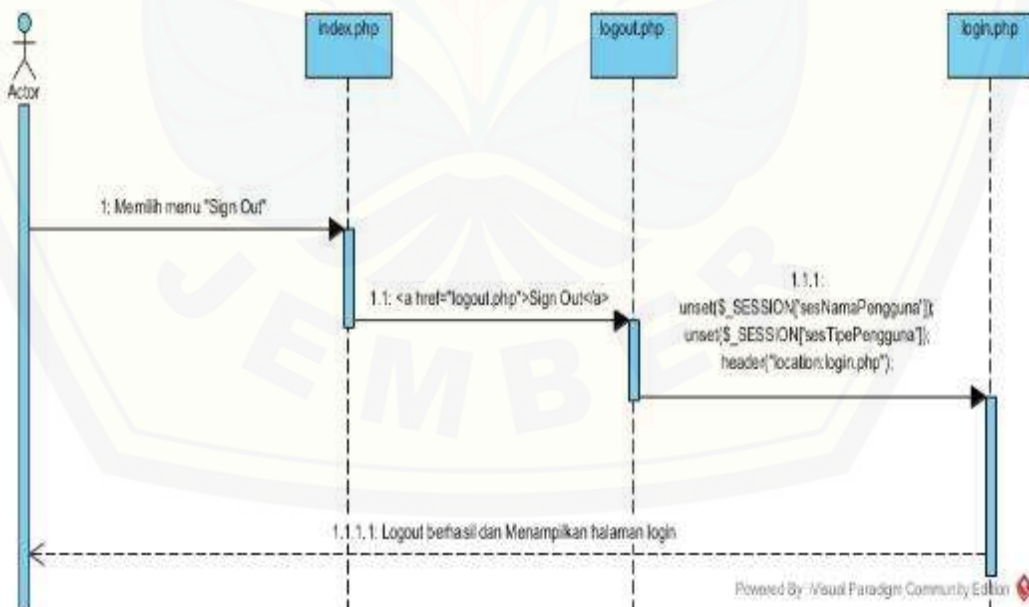 index.php
logout.php
login.php
Actor
1: Memilih menu "Sign Out"
1.1: <a href="logout.php">Sign Out</a>
1.1.1:
unset($_SESSION['sesNamaPengguna']);
unset($_SESSION['sesTipePengguna']);
header("location:login.php");
1.1.1.1: Logout berhasil dan Menampilkan halaman login
Powered By Visual Paradigm Community Edition
JEMBER